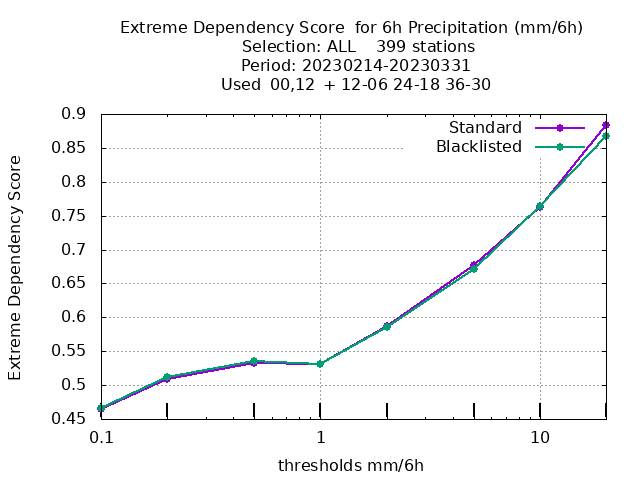 Extreme Dependency Score  for 6h Precipitation (mm/6h)
Selection: ALL    399 stations
Period: 20230214-20230331
Used  00,12  + 12-06 24-18 36-30
Standard
Blacklisted
Extreme Dependency Score
0.9
0.85
0.8
0.75
0.7
0.65
0.6
0.55
0.5
0.45
0.1
1
10
thresholds mm/6h